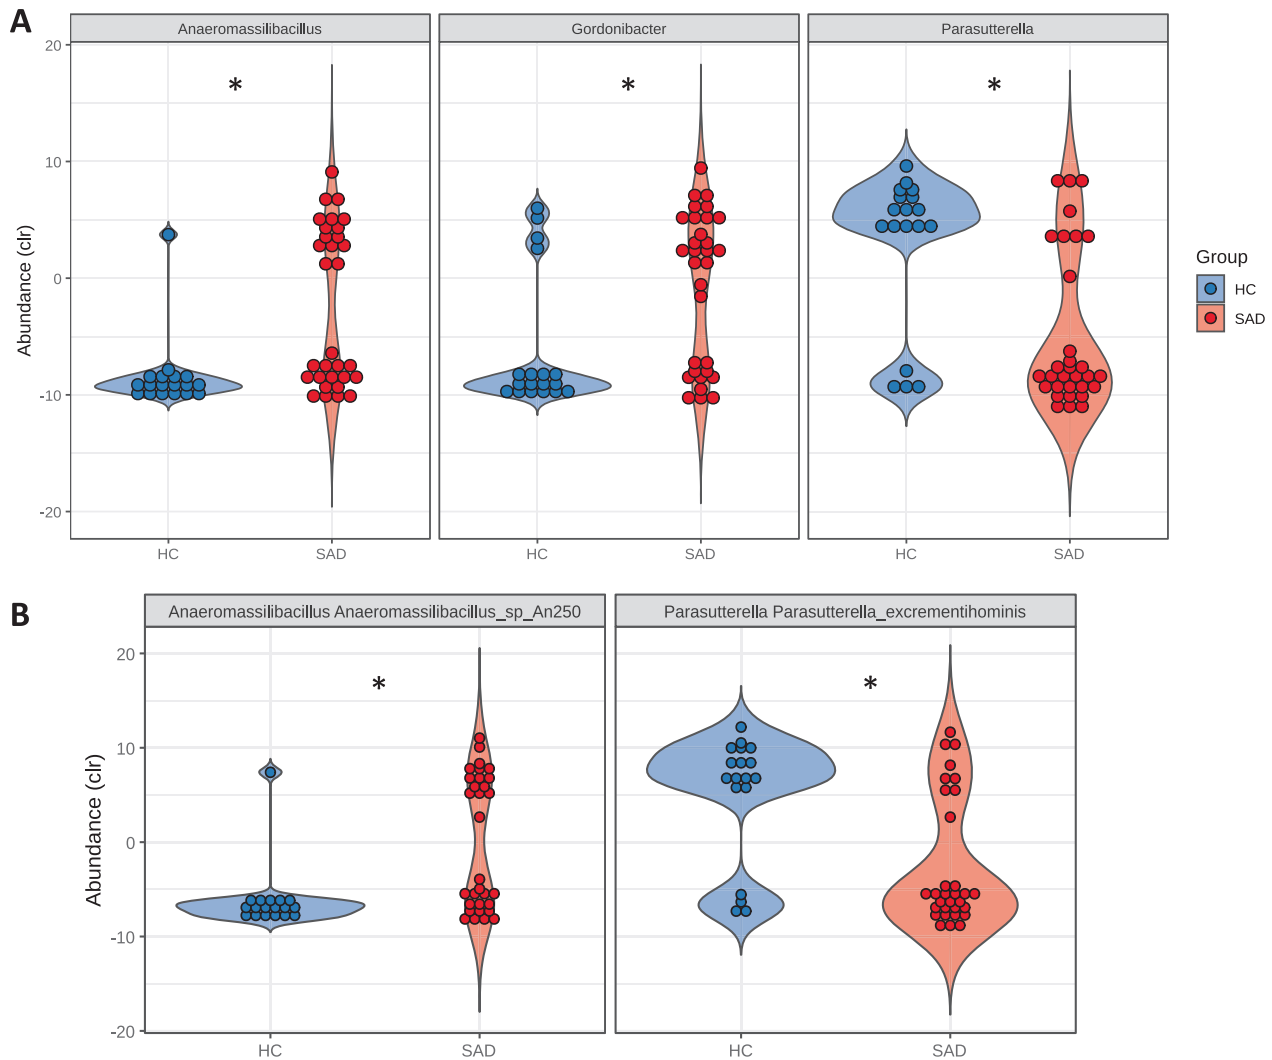 A
Anaeromassilibacillus
Gordonibacter
Parasutterella
20
10
0
-10
-20
Abundance (clr)
*
*
*
HC
SAD
HC
SAD
HC
SAD
Group
HC
SAD
B
Anaeromassilibacillus Anaeromassilibacillus_sp_An250
Parasutterella Parasutterella_excrementihominis
20
10
0
-10
-20
Abundance (clr)
*
*
HC
SAD
HC
SAD